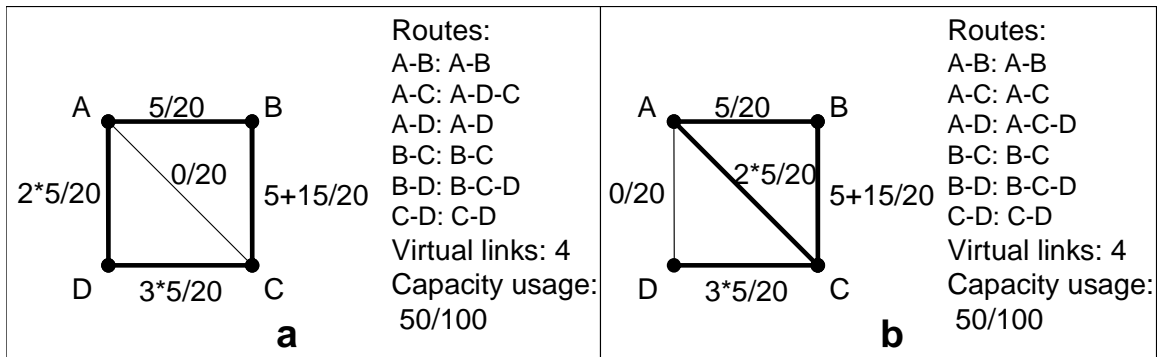 A
5/20
B
2*5/20
0/20
5+15/20
D
3*5/20
C
a
Routes:
A-B: A-B
A-C: A-D-C
A-D: A-D
B-C: B-C
B-D: B-C-D
C-D: C-D
Virtual links: 4
Capacity usage:
50/100
A
5/20
B
0/20
2*5/20
5+15/20
D
3*5/20
C
b
Routes:
A-B: A-B
A-C: A-C
A-D: A-C-D
B-C: B-C
B-D: B-C-D
C-D: C-D
Virtual links: 4
Capacity usage:
50/100